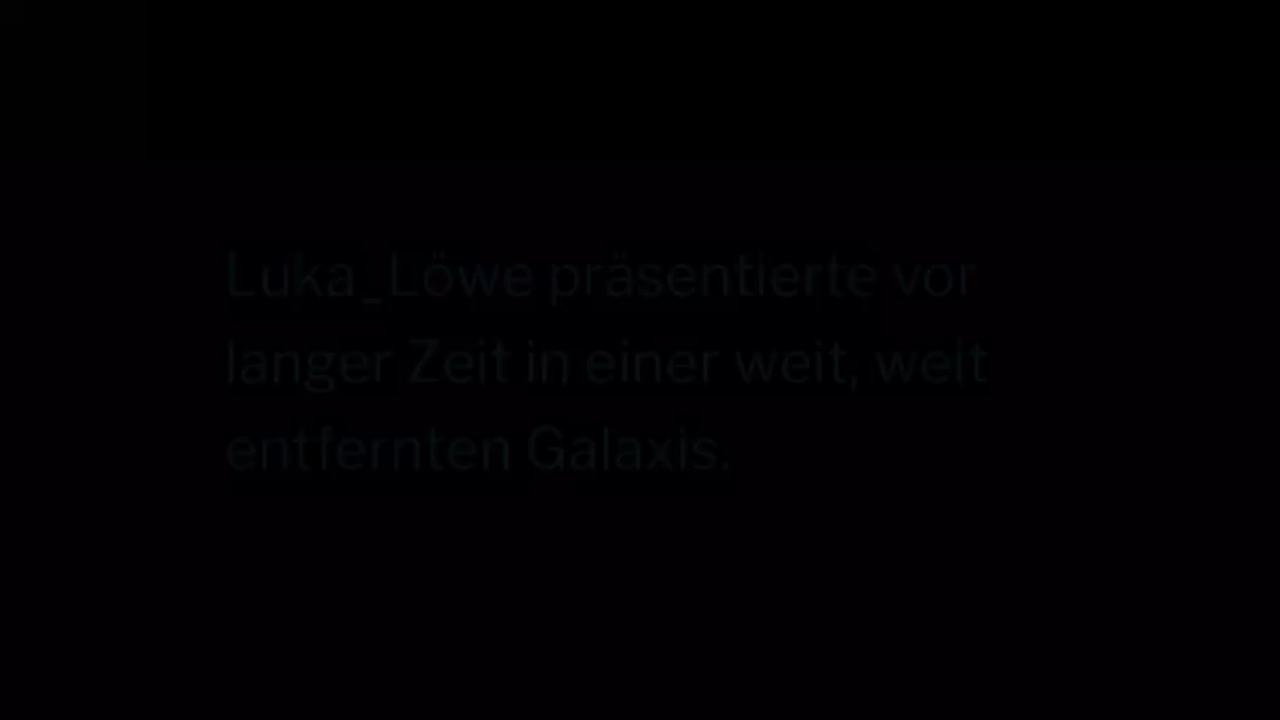 Luka_Löwe präsentierte vor
langer Zeit in einer weit, weit
entfernten Galaxis.